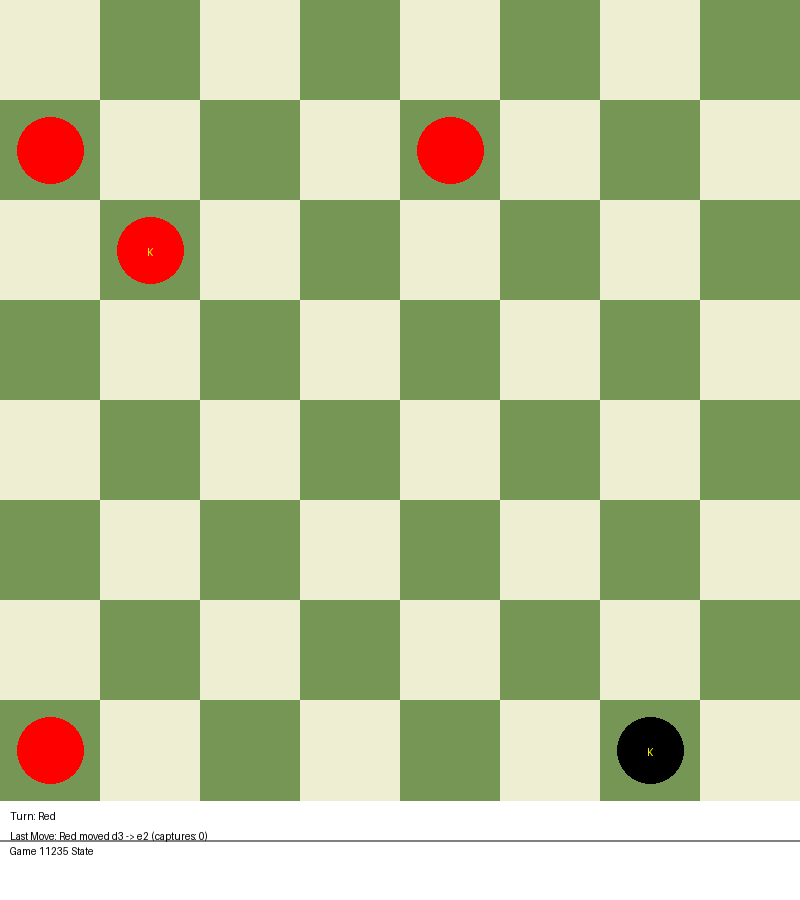 K
K
Turn: Red
Last Move: Red moved d3 -> e2 (captures: 0)
Game 11235 State